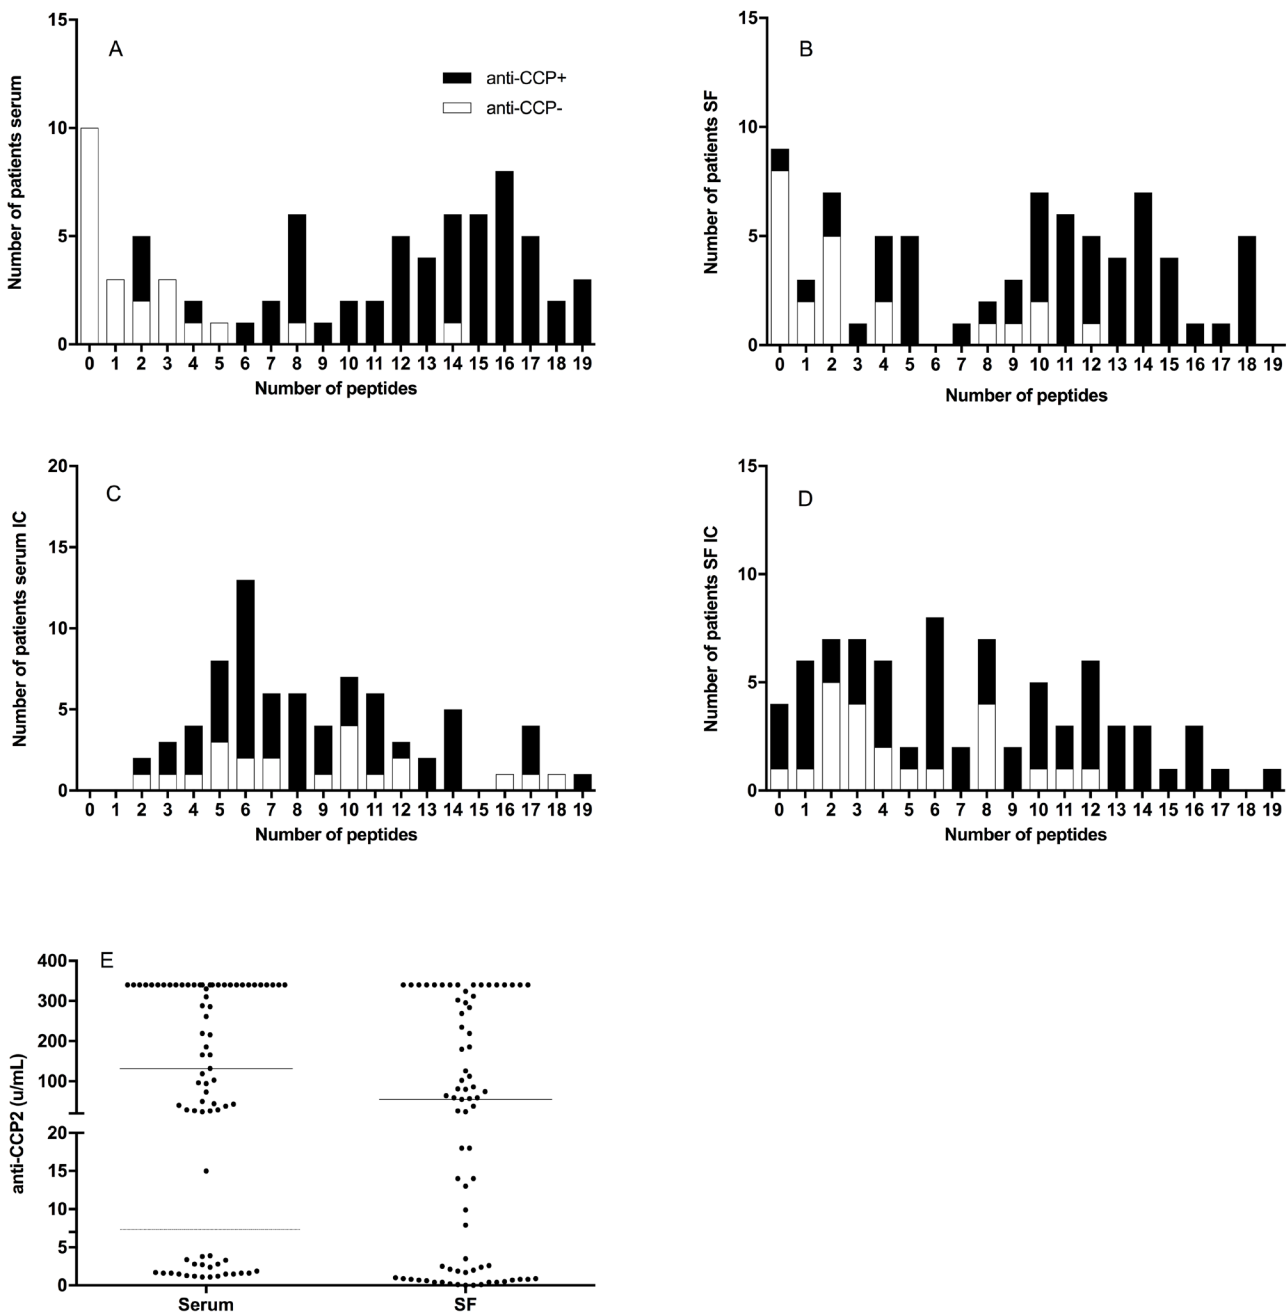 A
anti-CCP+
anti-CCP-
Number of patients serum
15
10
5
0
0 1 2 3 4 5 6 7 8 9 10 11 12 13 14 15 16 17 18 19
Number of peptides
B
Number of patients SF
15
10
5
0
0 1 2 3 4 5 6 7 8 9 10 11 12 13 14 15 16 17 18 19
Number of peptides
C
Number of patients serum IC
20
15
10
5
0
0 1 2 3 4 5 6 7 8 9 10 11 12 13 14 15 16 17 18 19
Number of peptides
D
Number of patients SF IC
15
10
5
0
0 1 2 3 4 5 6 7 8 9 10 11 12 13 14 15 16 17 18 19
Number of peptides
E
anti-CCP2 (u/mL)
400
300
200
100
20
15
10
5
0
Serum SF